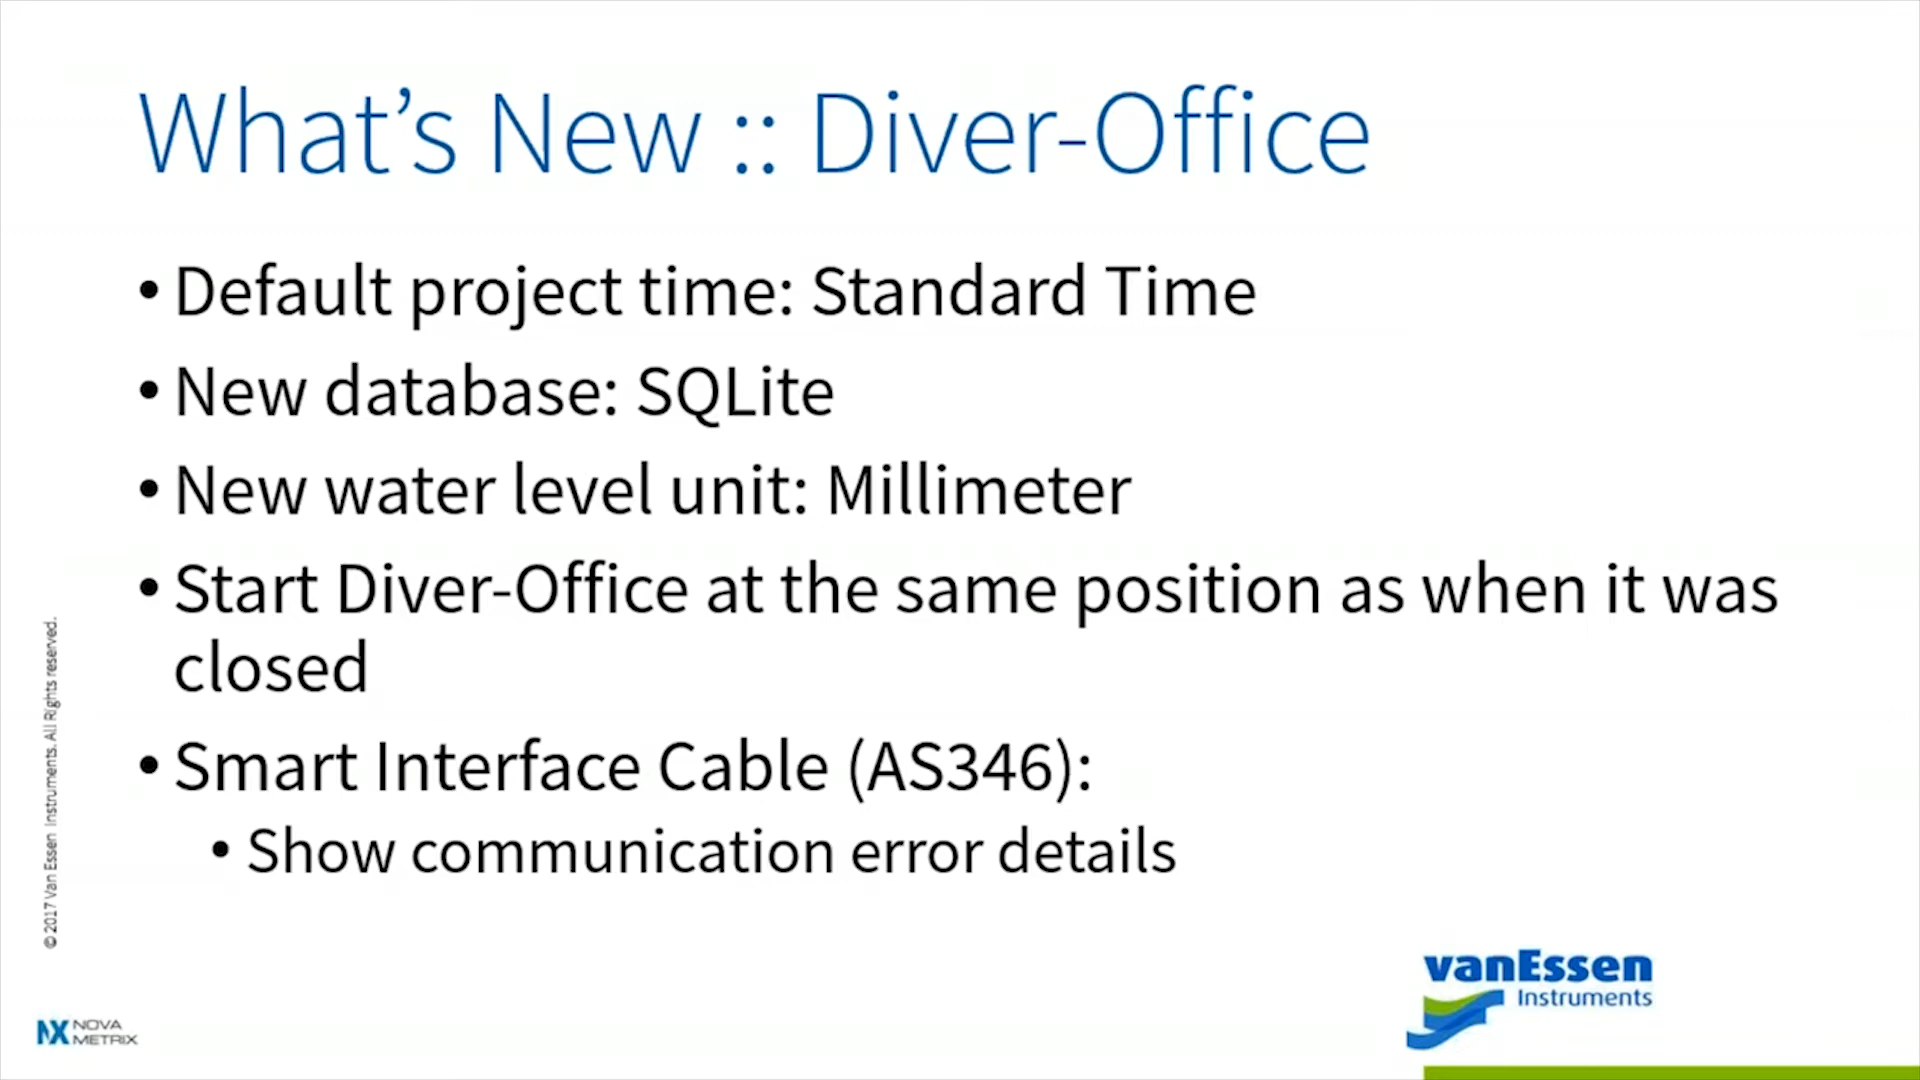 What’s New :: Diver-Office
• Default project time: Standard Time
• New database: SQLite
• New water level unit: Millimeter
• Start Diver-Office at the same position as when it was
closed
• Smart Interface Cable (AS346):
• Show communication error details
© 2017 Van Essen Instruments. All Rights reserved.
NX NOVA
METRIX
vanEssen
Instruments